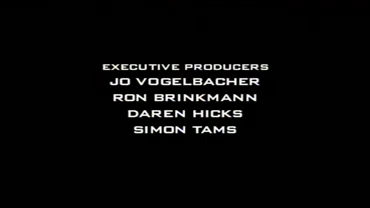 EXECUTIVE PRODUCERS
JO VOGELBACHER
RON BRINKMANN
DAREN HICKS
SIMON TAMS